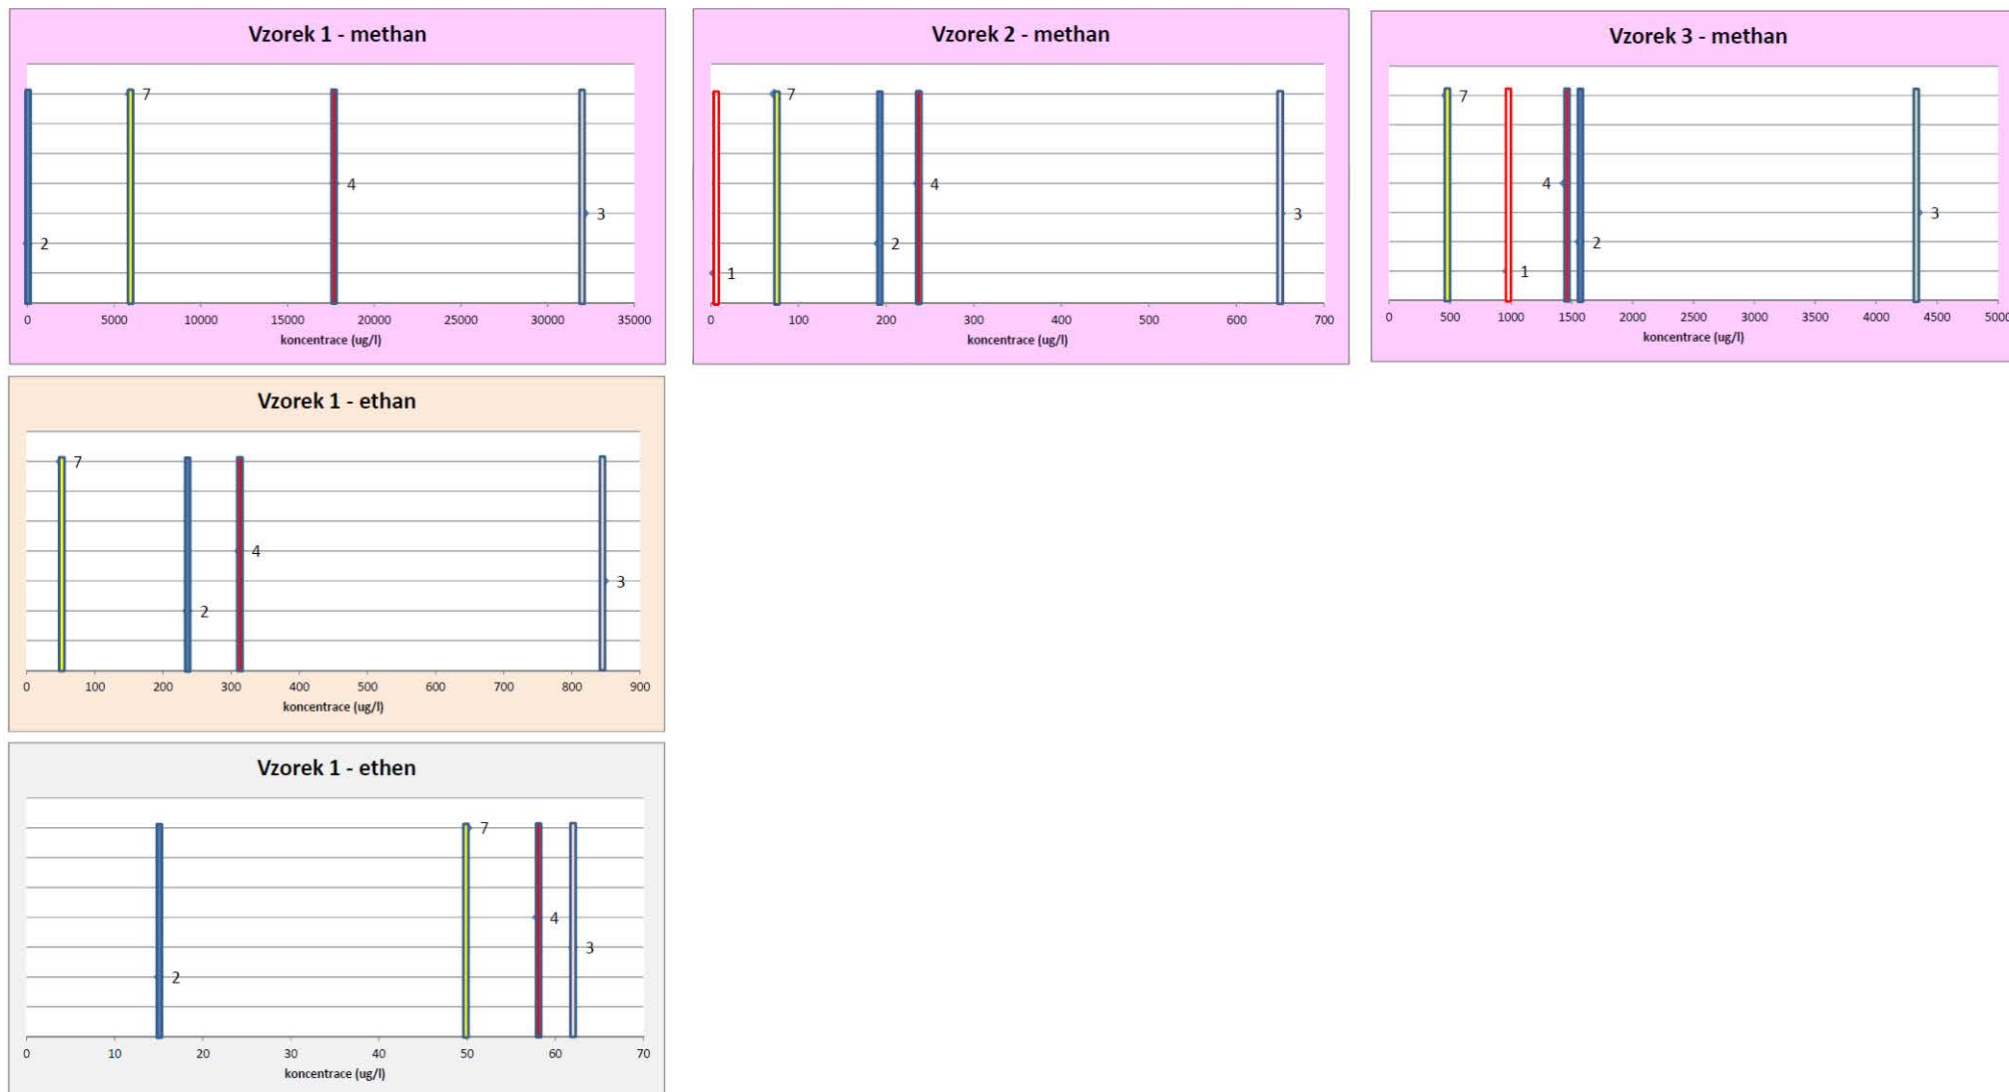 Vzorek 1 - methan
7
4
3
2
0 5000 10000 15000 20000 25000 30000 35000
koncentrace (ug/l)
Vzorek 2 - methan
7
4
3
2
1
0 100 200 300 400 500 600 700
koncentrace (ug/l)
Vzorek 3 - methan
7
4
3
2
1
0 500 1000 1500 2000 2500 3000 3500 4000 4500 5000
koncentrace (ug/l)
Vzorek 1 - ethan
7
4
3
2
0 100 200 300 400 500 600 700 800 900
koncentrace (ug/l)
Vzorek 1 - ethen
7
4
3
2
0 10 20 30 40 50 60 70
koncentrace (ug/l)